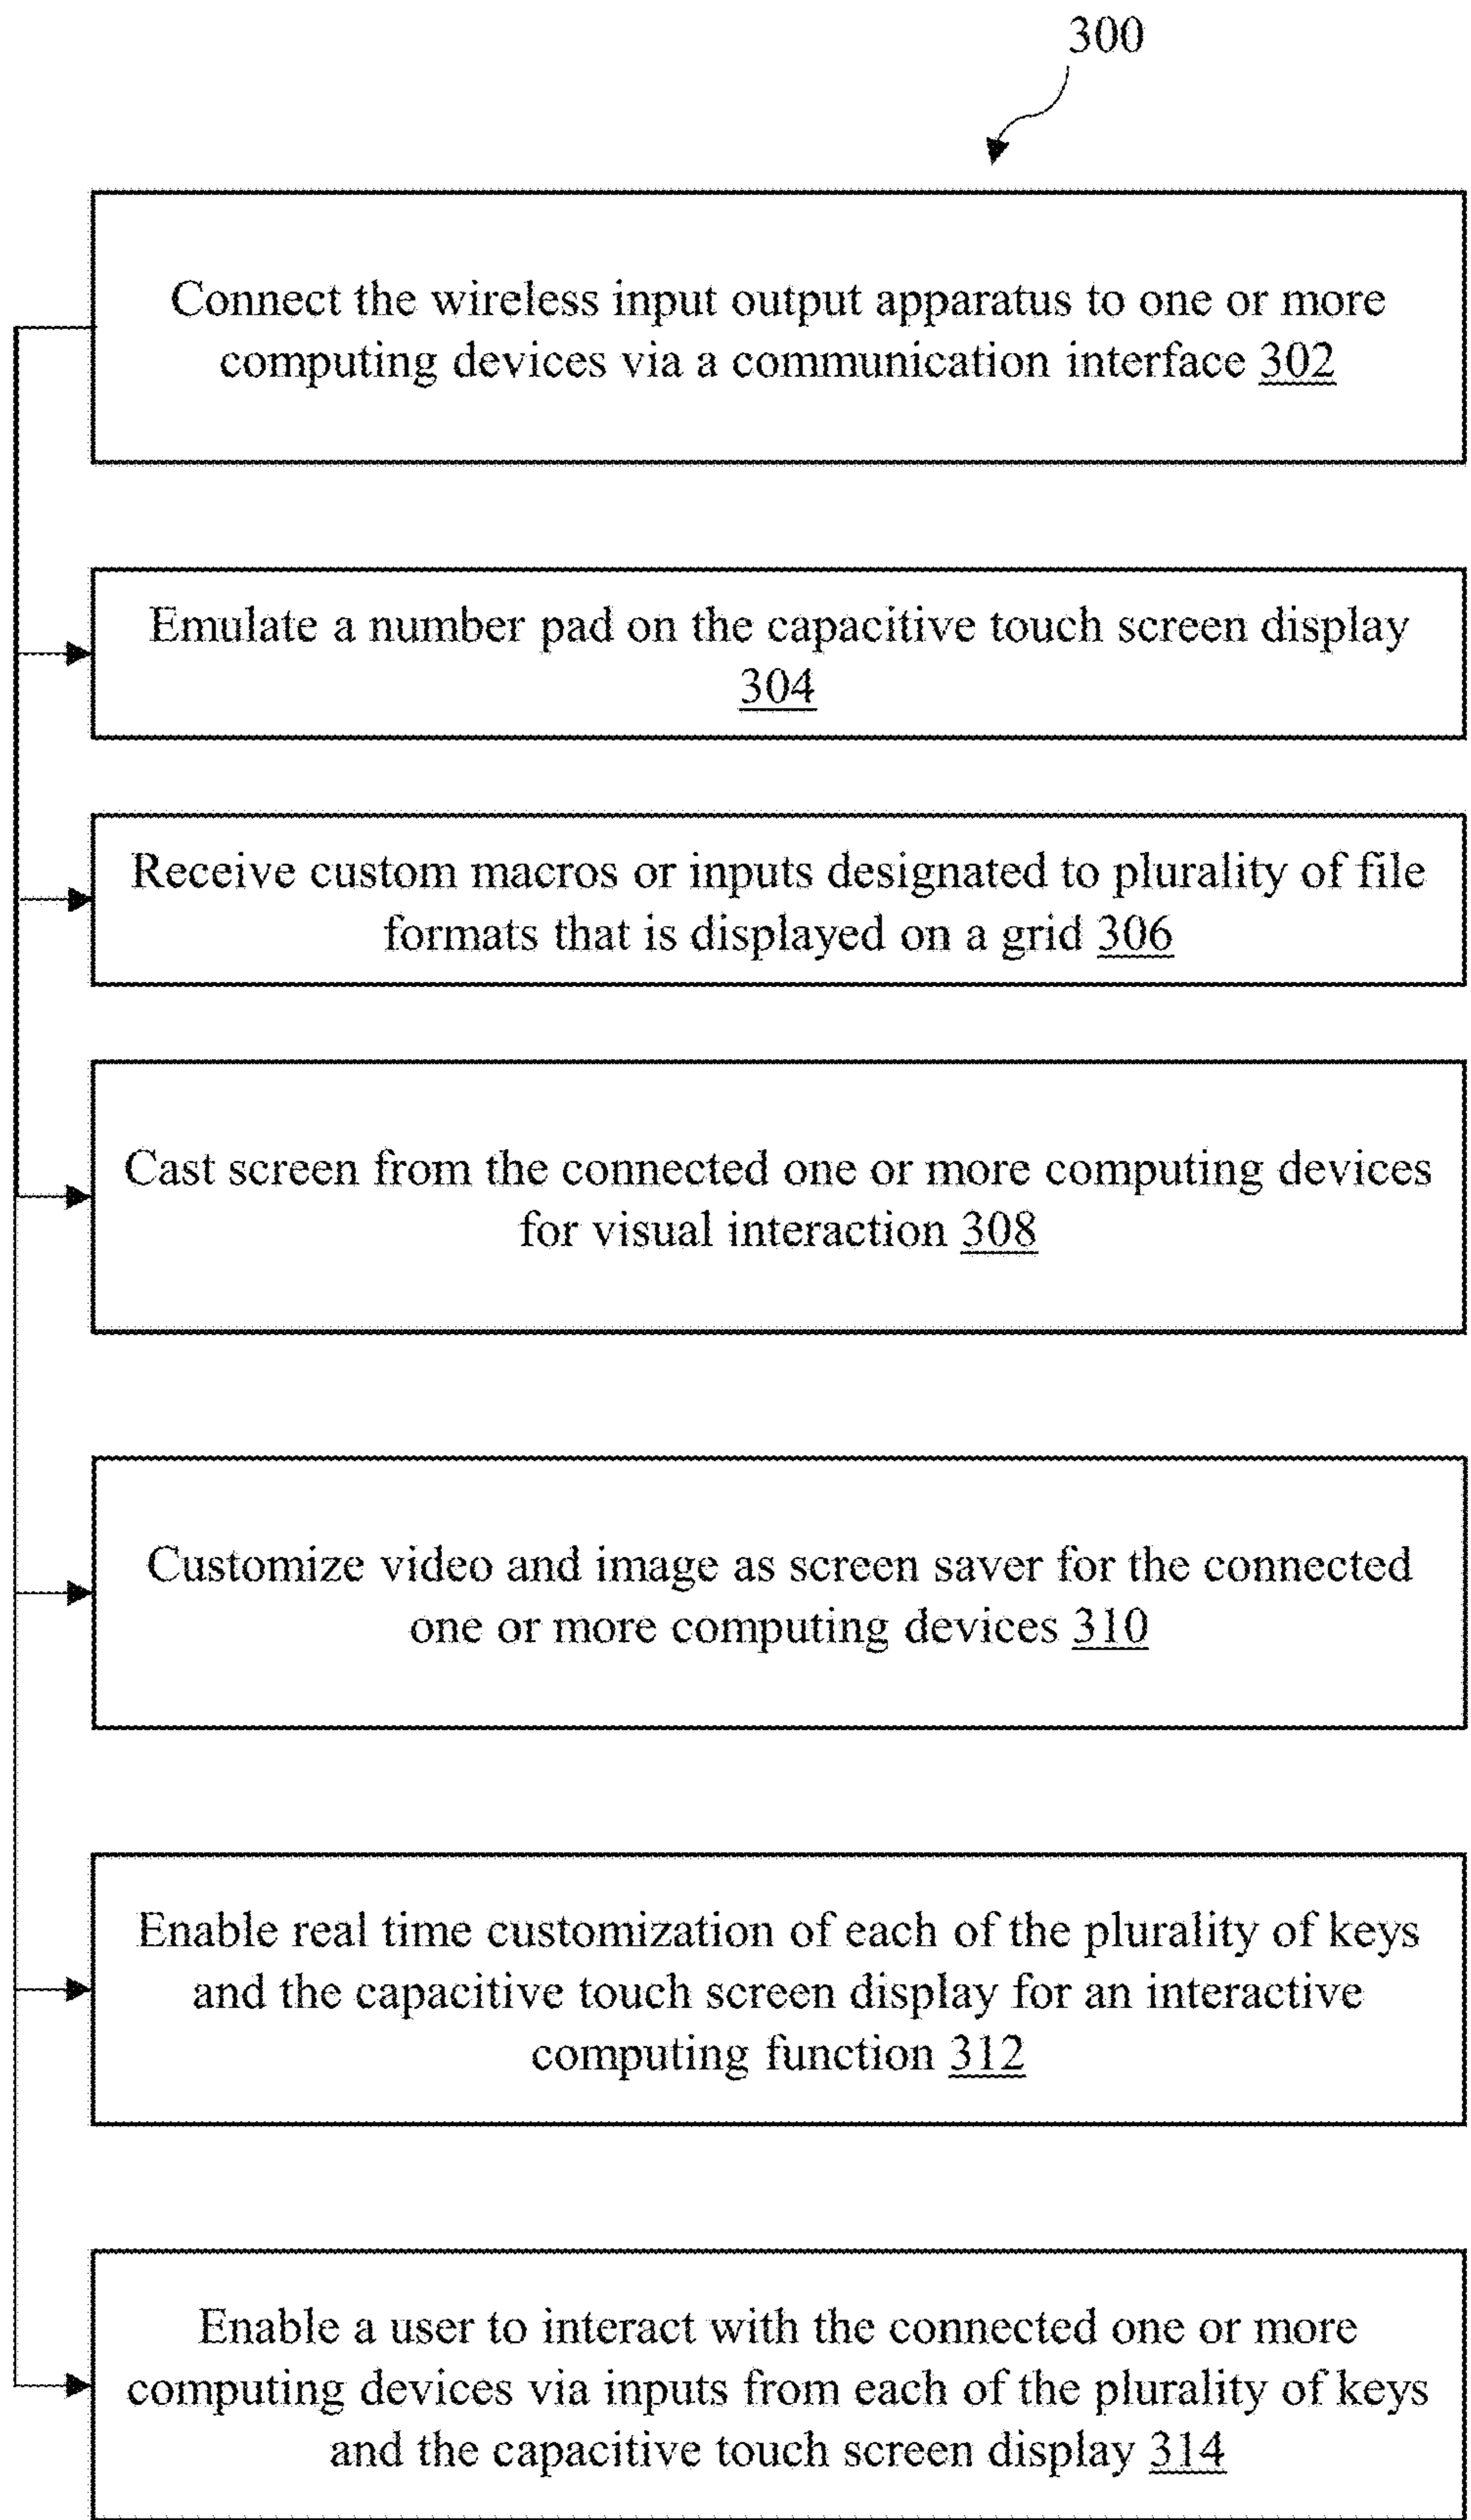 300
Connect the wireless input output apparatus to one or more
computing devices via a communication interface 302
Emulate a number pad on the capacitive touch screen display
304
Receive custom macros or inputs designated to plurality of file
formats that is displayed on a grid 306
Cast screen from the connected one or more computing devices
for visual interaction 308
Customize video and image as screen saver for the connected
one or more computing devices 310
Enable real time customization of each of the plurality of keys
and the capacitive touch screen display for an interactive
computing function 312
Enable a user to interact with the connected one or more
computing devices via inputs from each of the plurality of keys
and the capacitive touch screen display 314